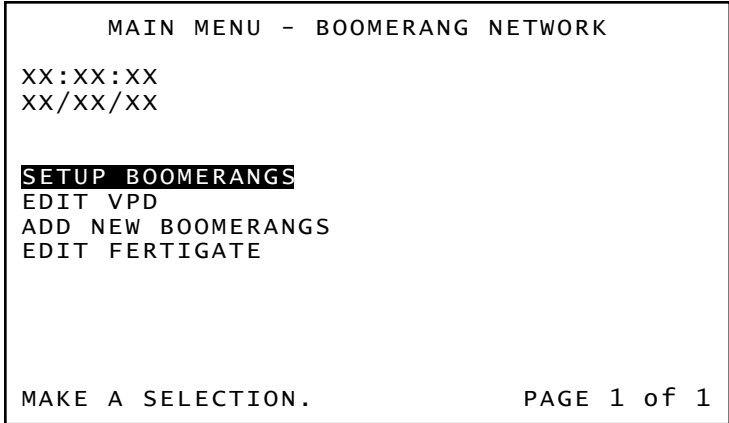 MAIN MENU - BOOMERANG NETWORK
XX:XX:XX
XX/XX/XX
SETUP BOOMERANGS
EDIT VPD
ADD NEW BOOMERANGS
EDIT FERTIGATE
MAKE A SELECTION. PAGE 1 of 1